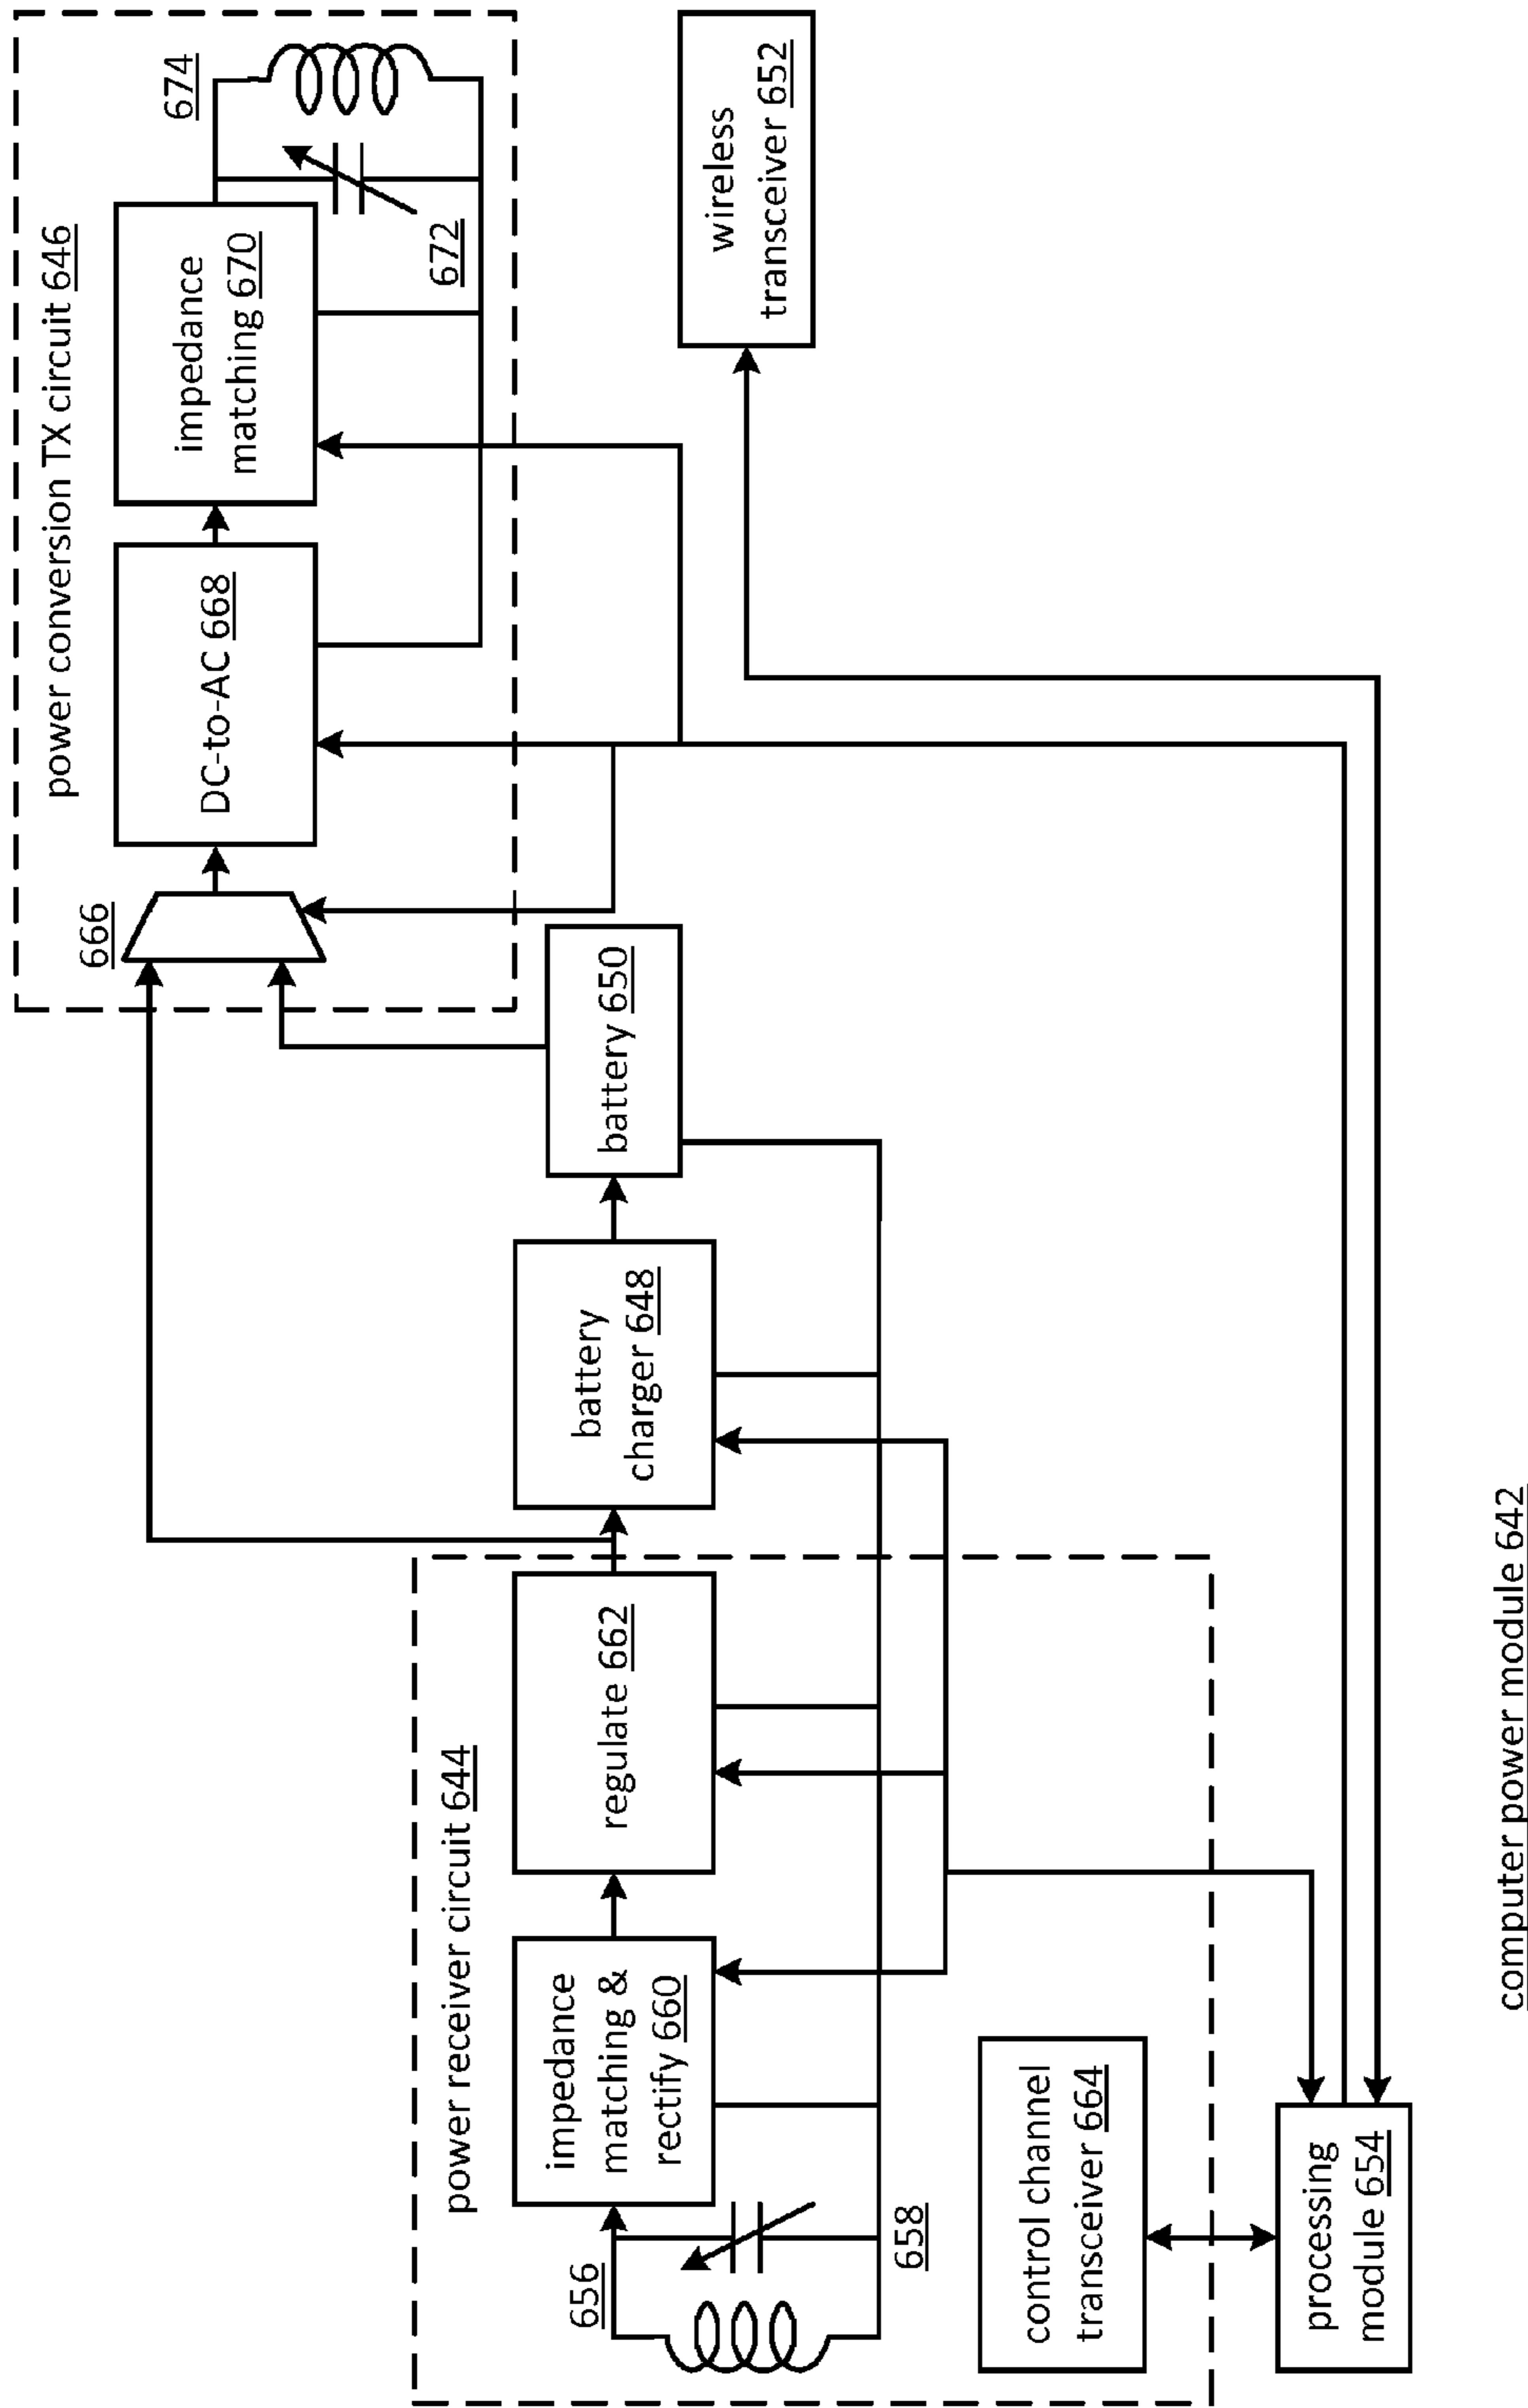 power conversion TX circuit 646
674
666
DC-to-AC 668
impedance
matching 670
672
power receiver circuit 644
656
impedance
matching &
rectify 660
regulate 662
battery
charger 648
battery 650
wireless
transceiver 652
658
control channel
transceiver 664
processing
module 654
computer power module 642